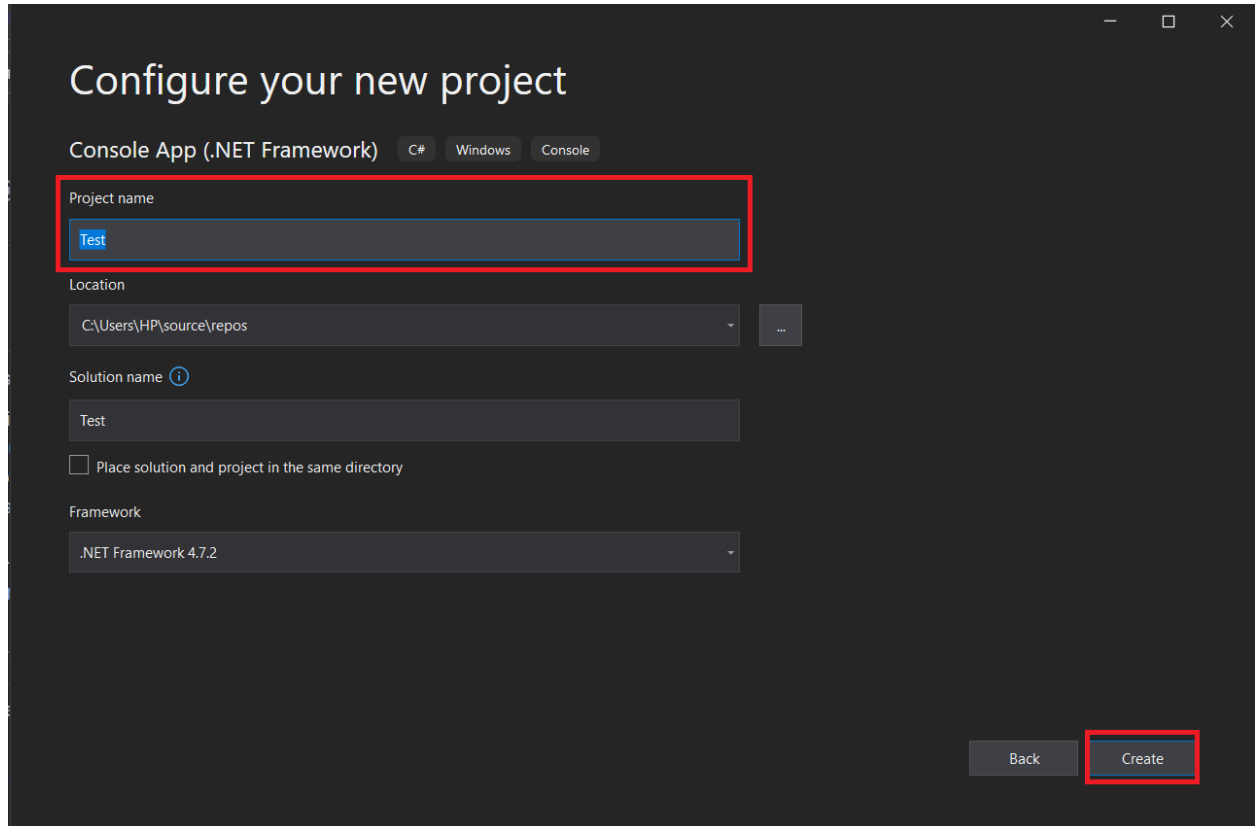 Configure your new project
Console App (.NET Framework) C# Windows Console
Project name
Test
Location
C:\Users\HP\source\repos
...
Solution name
Test
Place solution and project in the same directory
Framework
.NET Framework 4.7.2
Back Create